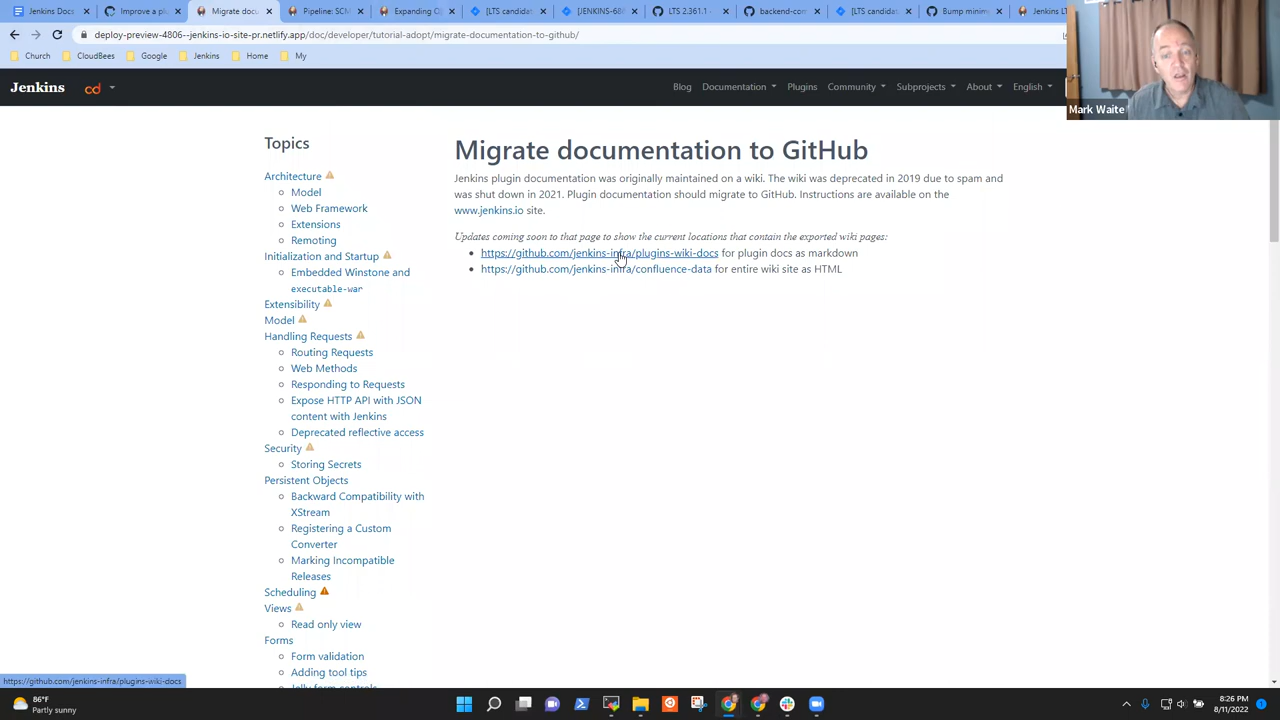 Jenkins Docs
Improve a plu
Migrate docu
Pipeline: SCM
Expanding O
[LTS candidat
[JENKINS-688
LTS 2.361.1
backend-com
[LTS candidat
Bump minim
Jenkins LT
deploy-preview-4806--jenkins-io-site-pr.netlify.app/doc/developer/tutorial-adopt/migrate-documentation-to-github/
Church
CloudBees
Google
Jenkins
Home
My
Mark Waite
Jenkins
cd
Blog
Documentation
Plugins
Community
Subprojects
About
English
Topics
Architecture
Model
Web Framework
Extensions
Remoting
Initialization and Startup
Embedded Winstone and
executable-war
Extensibility
Model
Handling Requests
Routing Requests
Web Methods
Responding to Requests
Expose HTTP API with JSON
content with Jenkins
Deprecated reflective access
Security
Storing Secrets
Persistent Objects
Backward Compatibility with
XStream
Registering a Custom
Converter
Marking Incompatible
Releases
Scheduling
Views
Read only view
Forms
Form validation
Adding tool tips
Jelly form controls
Migrate documentation to GitHub
Jenkins plugin documentation was originally maintained on a wiki. The wiki was deprecated in 2019 due to spam and
was shut down in 2021. Plugin documentation should migrate to GitHub. Instructions are available on the
www.jenkins.io site.
Updates coming soon to that page to show the current locations that contain the exported wiki pages:
https://github.com/jenkins-infra/plugins-wiki-docs for plugin docs as markdown
https://github.com/jenkins-infra/confluence-data for entire wiki site as HTML
https://github.com/jenkins-infra/plugins-wiki-docs
86°F
Partly sunny
8:26 PM
8/11/2022